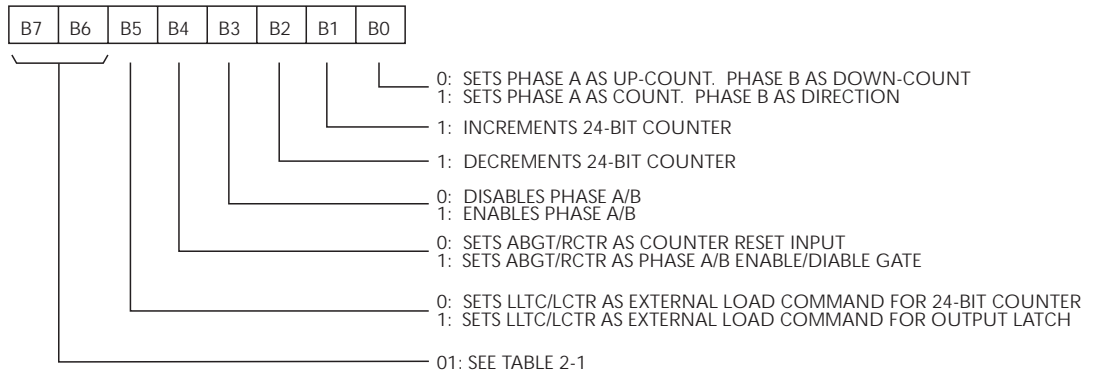 B7 B6 B5 B4 B3 B2 B1 B0
0: SETS PHASE A AS UP-COUNT. PHASE B AS DOWN-COUNT
1: SETS PHASE A AS COUNT. PHASE B AS DIRECTION
1: INCREMENTS 24-BIT COUNTER
1: DECREMENTS 24-BIT COUNTER
0: DISABLES PHASE A/B
1: ENABLES PHASE A/B
0: SETS ABGT/RCTR AS COUNTER RESET INPUT
1: SETS ABGT/RCTR AS PHASE A/B ENABLE/DIABLE GATE
0: SETS LLTC/LCTR AS EXTERNAL LOAD COMMAND FOR 24-BIT COUNTER
1: SETS LLTC/LCTR AS EXTERNAL LOAD COMMAND FOR OUTPUT LATCH
01: SEE TABLE 2-1